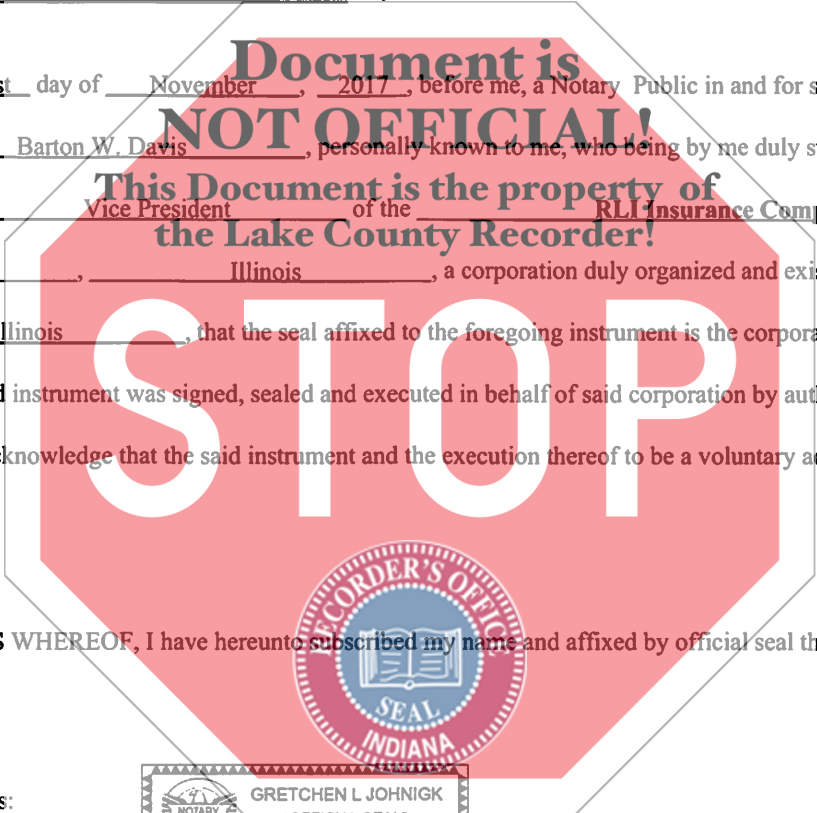 Document is
st day of November, 2017, before me, a Notary Public in and for s
NOT OFFICIAL!
Barton W. Davis, personally known to me, who being by me duly s
This Document is the property of
Vice President of the RLI Insurance Comp
the Lake County Recorder!
, Illinois, a corporation duly organized and exi
llinois, that the seal affixed to the foregoing instrument is the corpora
STOP
d instrument was signed, sealed and executed in behalf of said corporation by aut
cknowledge that the said instrument and the execution thereof to be a voluntary a
RECORDER'S OFFICE
S WHEREOF, I have hereunto subscribed my name and affixed by official seal th
SEAL
INDIANA
GRETCHEN L JOHNIGK
s:
NOTARY